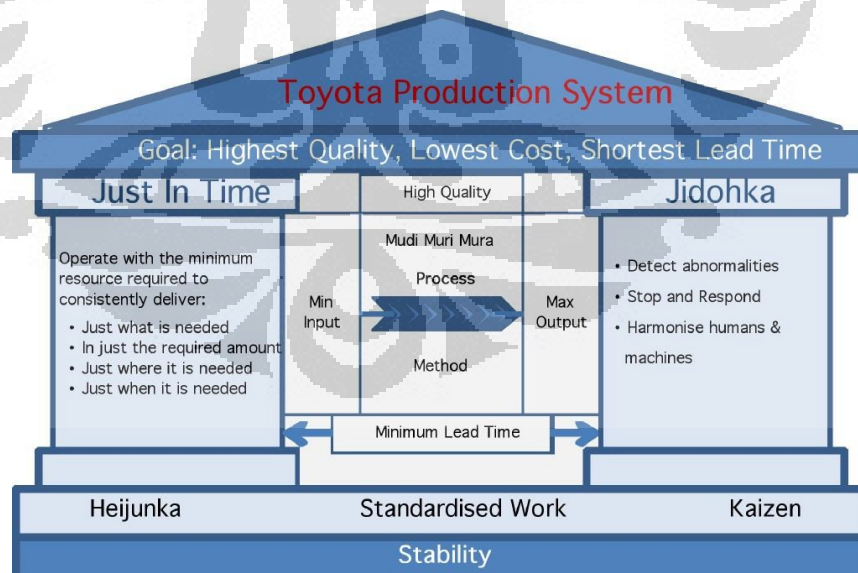 Toyota Production System
Goal: Highest Quality, Lowest Cost, Shortest Lead Time
Just In Time
Operate with the minimum
resource required to
consistently deliver:
• Just what is needed
• In just the required amount
• Just where it is needed
• Just when it is needed
High Quality
Mudi Muri Mura
Process
Min
Input
Max
Output
Method
Minimum Lead Time
Jidohka
• Detect abnormalities
• Stop and Respond
• Harmonise humans &
machines
Heijunka
Standardised Work
Kaizen
Stability